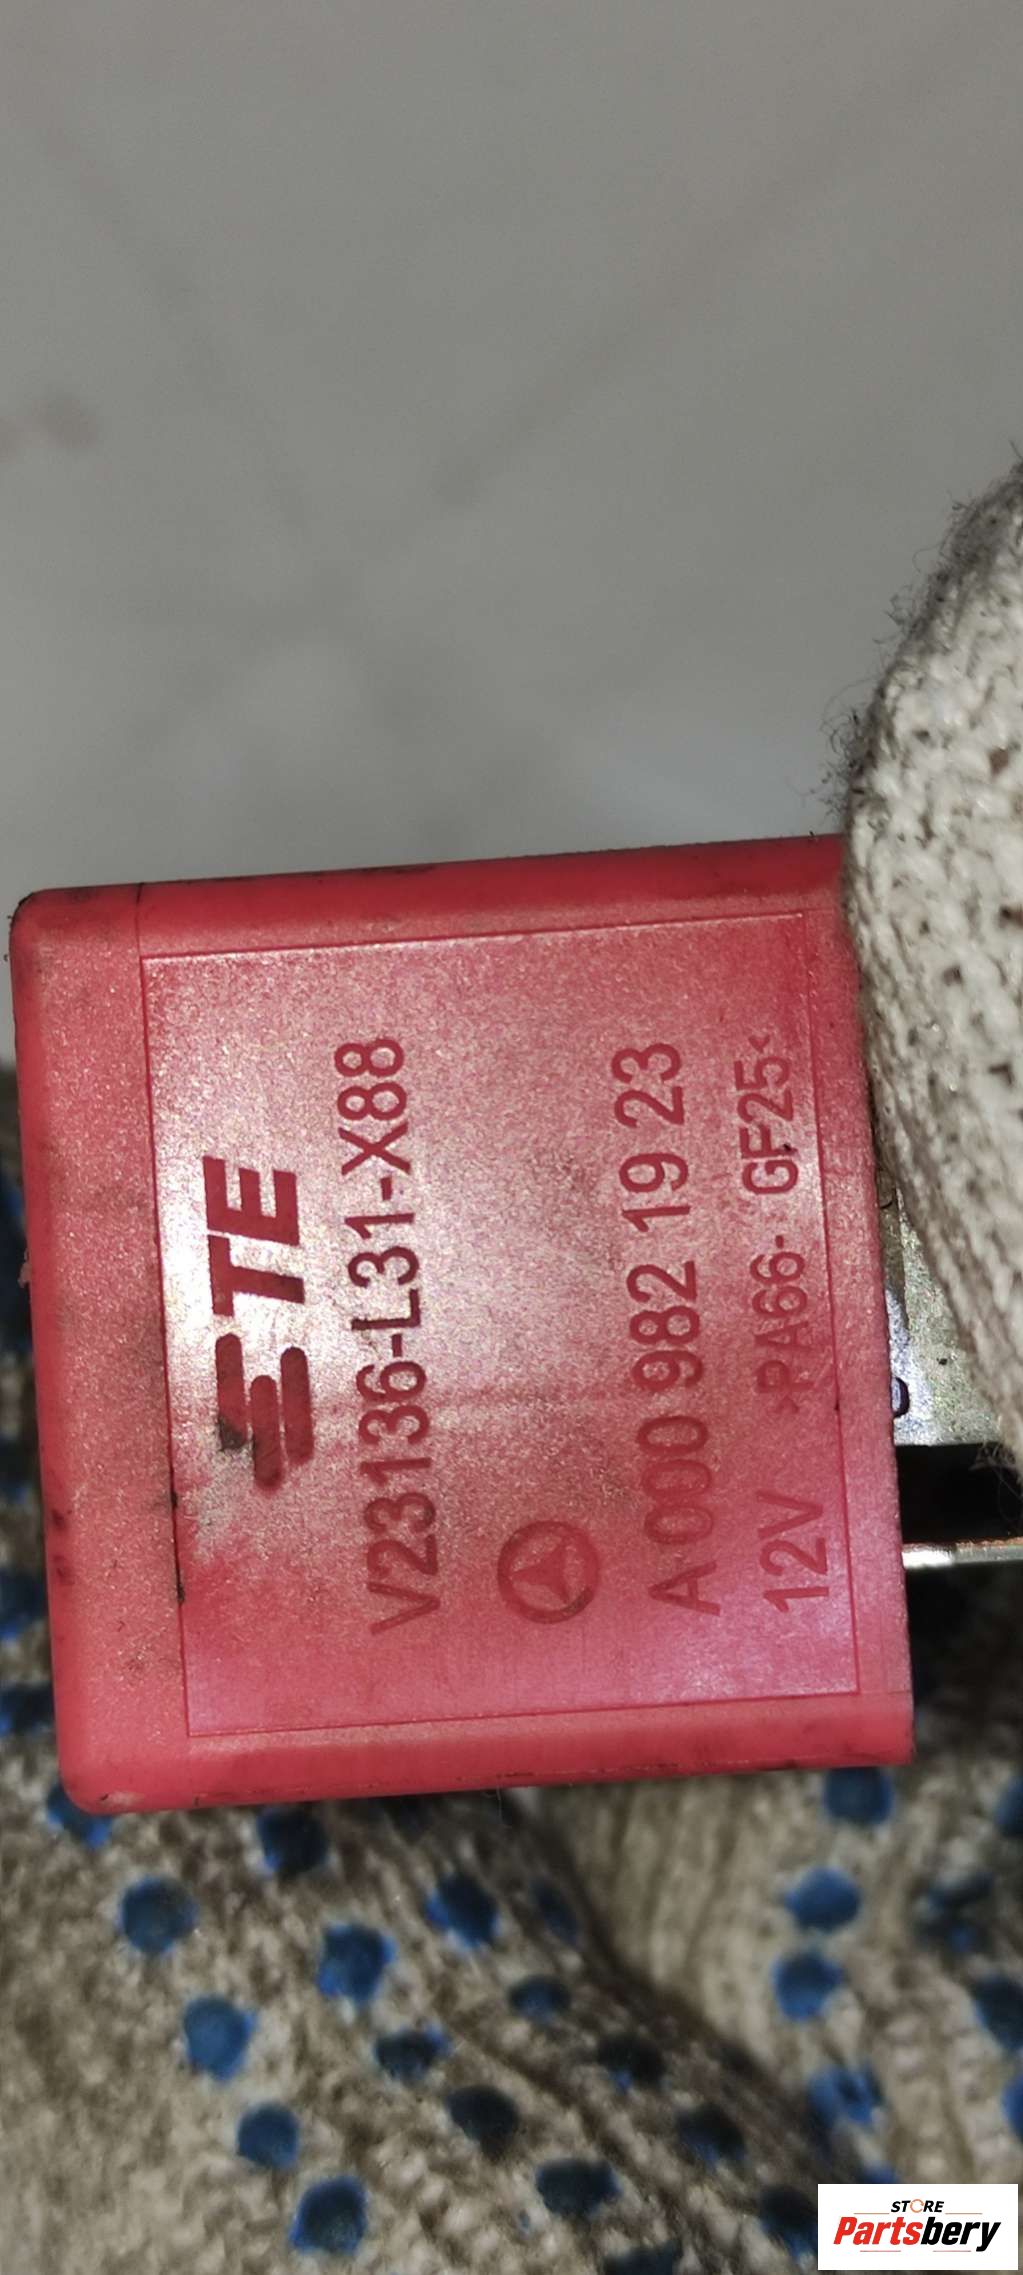 TE
V23136-L31-X88
A 000 982 19 23
12V >PA66- GF25<
STORE
Partsbery